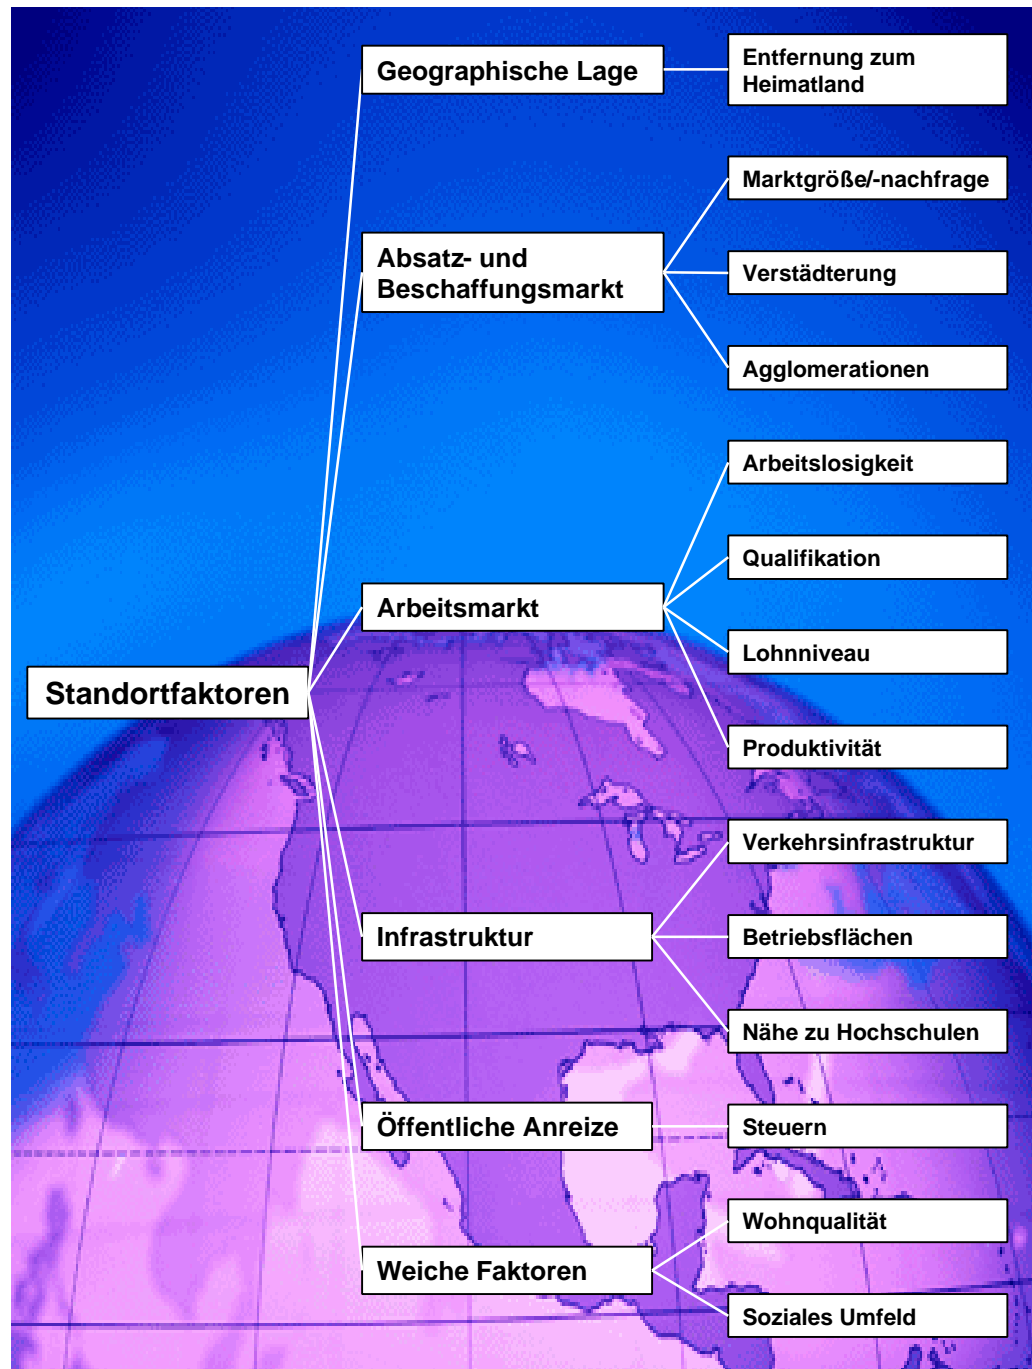 Standortfaktoren
Geographische Lage
Entfernung zum
Heimatland
Absatz- und
Beschaffungsmarkt
Marktgröße/-nachfrage
Verstädterung
Agglomerationen
Arbeitsmarkt
Arbeitslosigkeit
Qualifikation
Lohnniveau
Produktivität
Infrastruktur
Verkehrsinfrastruktur
Betriebsflächen
Nähe zu Hochschulen
Öffentliche Anreize
Steuern
Weiche Faktoren
Wohnqualität
Soziales Umfeld